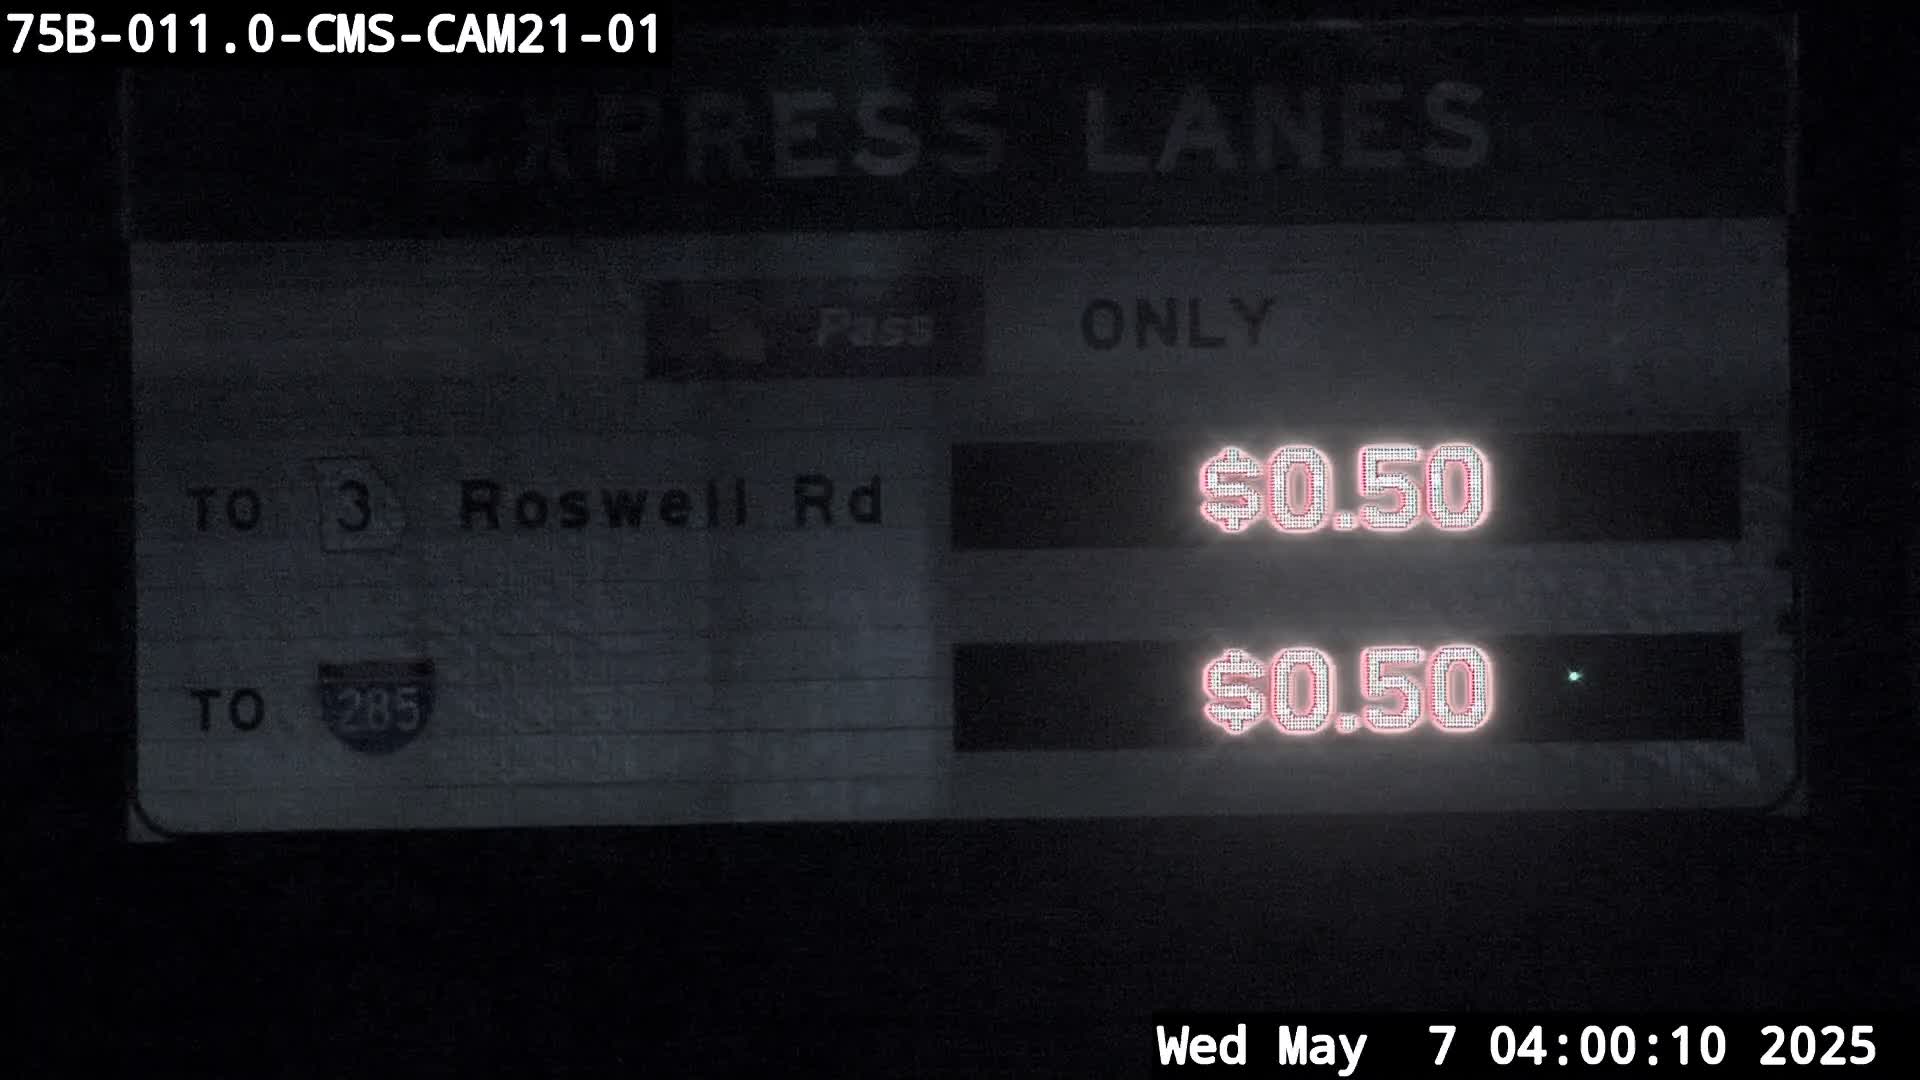 75B-011.0-CMS-CAM21-01
EXPRESS LANES
Pass ONLY
TO 3 Roswell Rd $0.50
TO 285 $0.50
Wed May 7 04:00:10 2025